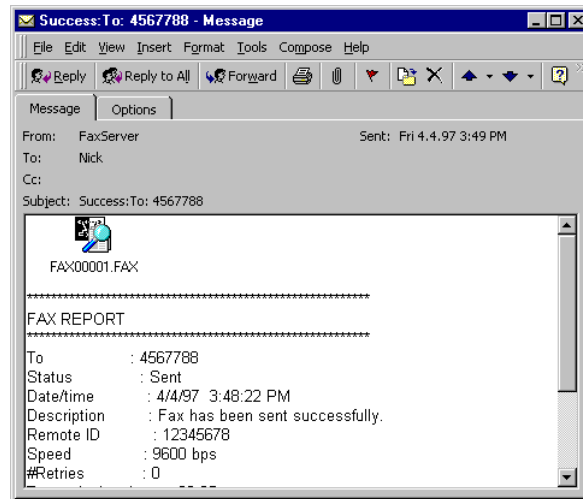 Success:To: 4567788 - Message
File Edit View Insert Format Tools Compose Help
Reply Reply to All Forward
Message Options
From: FaxServer Sent: Fri 4.4.97 3:49 PM
To: Nick
Cc:
Subject: Success:To: 4567788
FAX00001.FAX
************************************************************************
FAX REPORT
************************************************************************
To : 4567788
Status : Sent
Date/time : 4/4/97 3:48:22 PM
Description : Fax has been sent successfully.
Remote ID : 12345678
Speed : 9600 bps
#Retries : 0